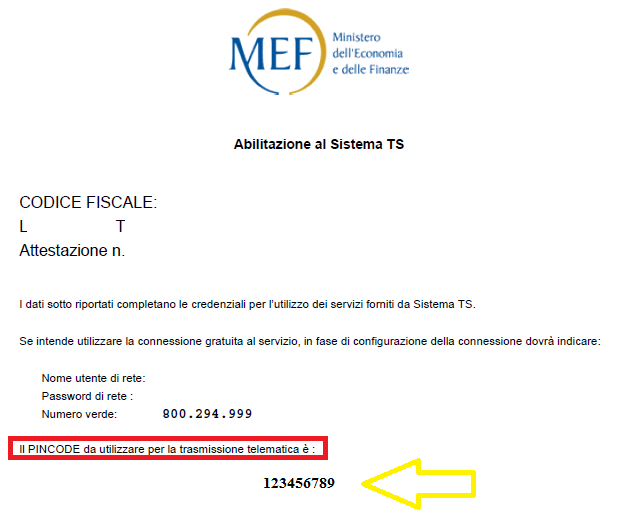 MEF
Ministero
dell'Economia
e delle Finanze
Abilitazione al Sistema TS
CODICE FISCALE:
L T
Attestazione n.
I dati sotto riportati completano le credenziali per l'utilizzo dei servizi forniti da Sistema TS.
Se intende utilizzare la connessione gratuita al servizio, in fase di configurazione della connessione dovrà indicare:
Nome utente di rete:
Password di rete :
Numero verde: 800.294.999
Il PINCODE da utilizzare per la trasmissione telematica è :
123456789